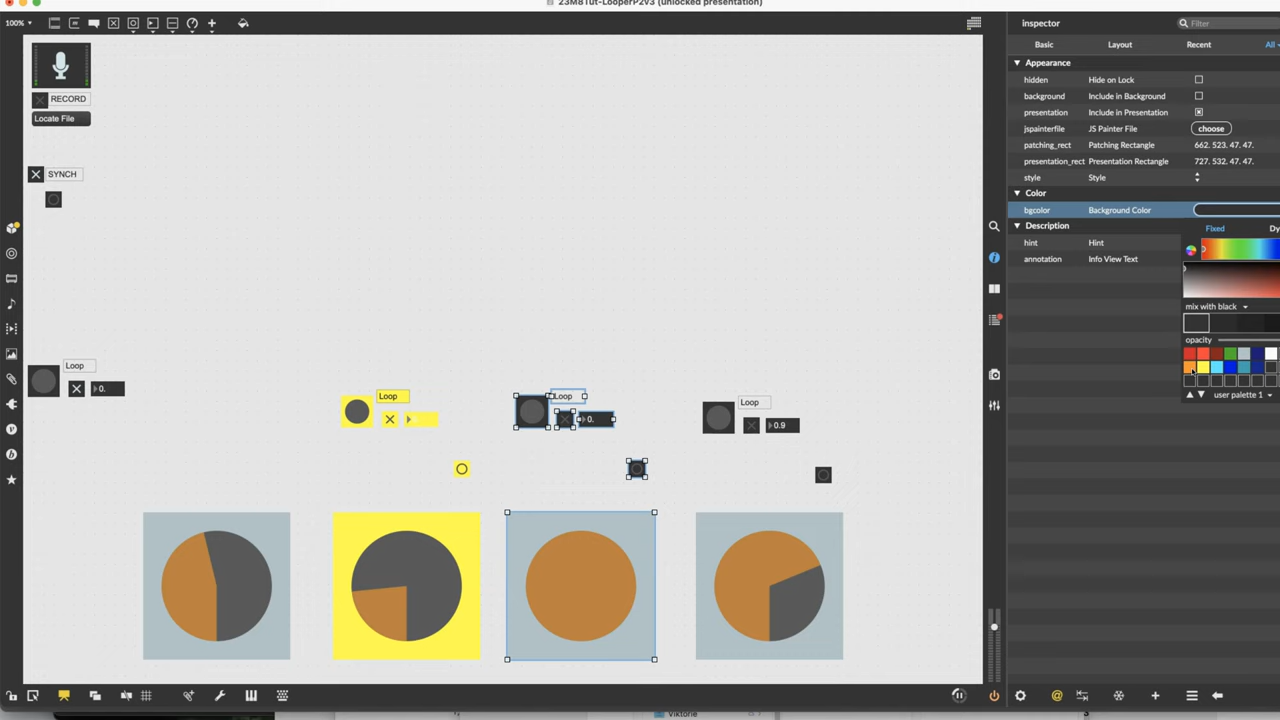 23M8Tut-LooperP2v3 (unlocked presentation)
100%
inspector
Filter
Basic Layout Recent All
Appearance
hidden Hide on Lock
background Include in Background
presentation Include in Presentation
jspainterfile JS Painter File choose
patching_rect Patching Rectangle 662. 523. 47. 47.
presentation_rect Presentation Rectangle 727. 532. 47. 47.
style Style
Color
bgcolor Background Color
Description
Fixed Dy
hint Hint
annotation Info View Text
mix with black
opacity
user palette 1
RECORD
Locate File
SYNCH
Loop
0.
Loop
Loop
0.
Loop
0.9
Viktorie